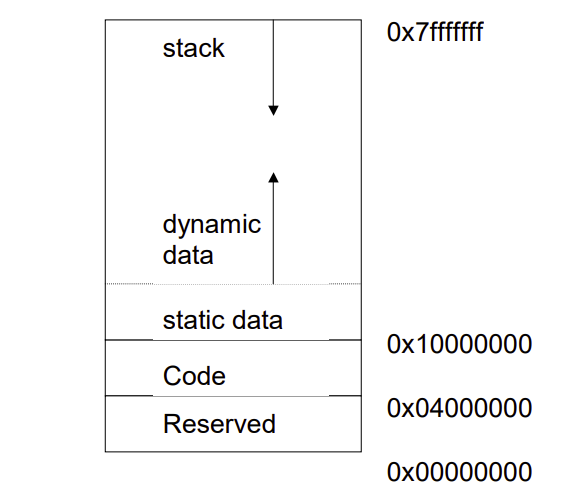 stack
0x7fffffff
dynamic
data
static data
0x10000000
Code
0x04000000
Reserved
0x00000000